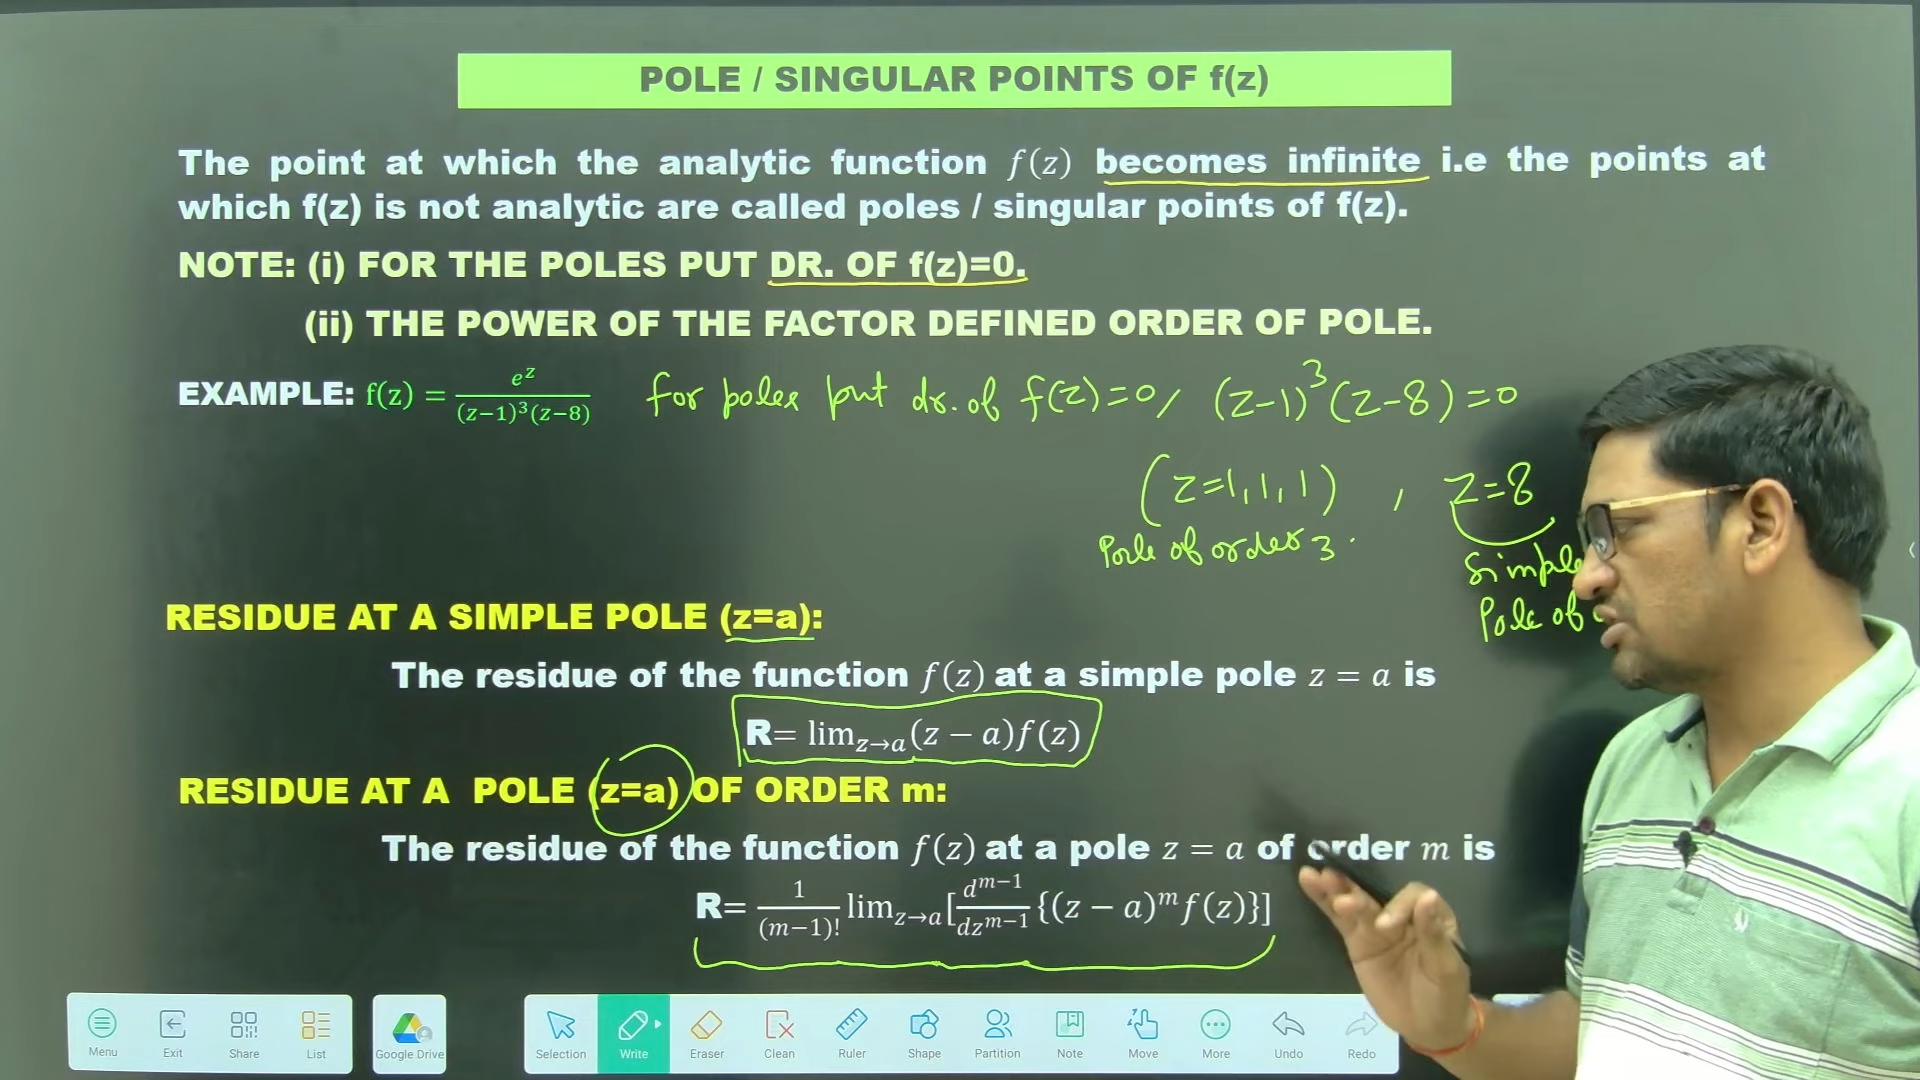 POLE / SINGULAR POINTS OF f(z)
The point at which the analytic function f(z) becomes infinite i.e the points at
which f(z) is not analytic are called poles / singular points of f(z).
NOTE: (i) FOR THE POLES PUT DR. OF f(z)=0.
(ii) THE POWER OF THE FACTOR DEFINED ORDER OF POLE.
EXAMPLE: f(z) = e^z/((z−1)^3(z−8)) for poles put dr. of f(z)=0, (z-1)^3(z-8)=0
(z=1,1,1) , z=8
Pole of order 3. Simple
Pole of
RESIDUE AT A SIMPLE POLE (z=a):
The residue of the function f(z) at a simple pole z = a is
R= lim_{z→a}(z − a)f(z)
RESIDUE AT A POLE (z=a) OF ORDER m:
The residue of the function f(z) at a pole z = a of order m is
R= 1/(m−1)! lim_{z→a}[d^{m−1}/dz^{m−1}{(z − a)^m f(z)}]
Menu Exit Share List Google Drive Selection Write Eraser Clean Ruler Shape Partition Note Move More Undo Redo